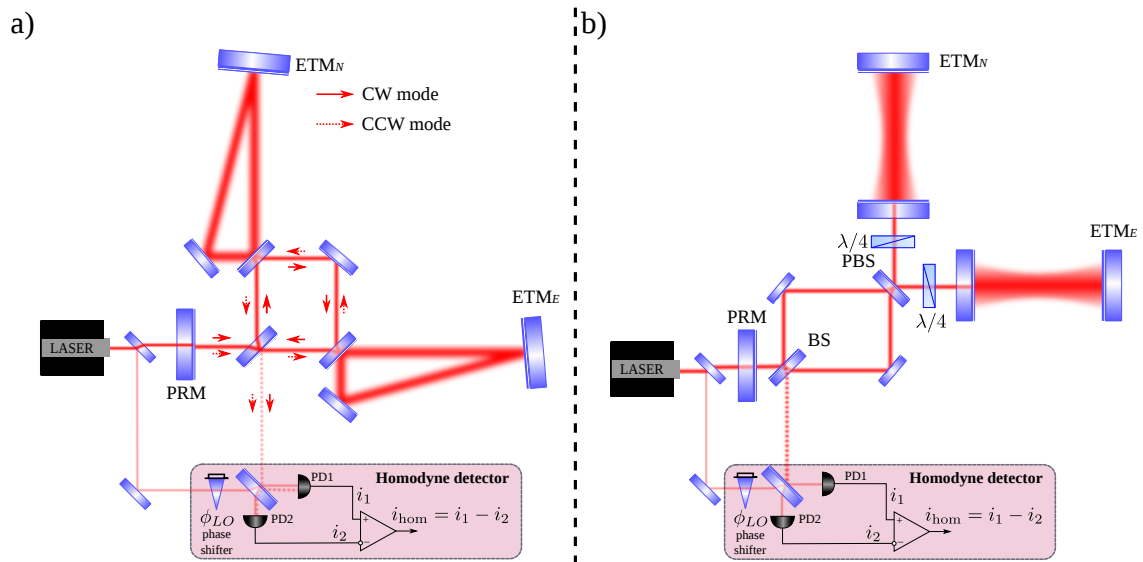 a)
ETM_N
CW mode
CCW mode
ETM_E
LASER
PRM
Homodyne detector
PD1
i_1
ϕ_LO
PD2
i_hom = i_1 − i_2
phase
shifter
i_2
+
−
b)
ETM_N
λ/4
PBS
ETM_E
λ/4
PRM
BS
LASER
Homodyne detector
PD1
i_1
ϕ_LO
PD2
i_hom = i_1 − i_2
phase
shifter
i_2
+
−